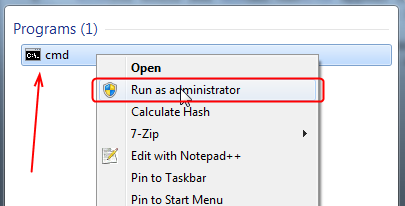 Programs (1)
C:\. cmd
Open
Run as administrator
Calculate Hash
7-Zip
Edit with Notepad++
Pin to Taskbar
Pin to Start Menu